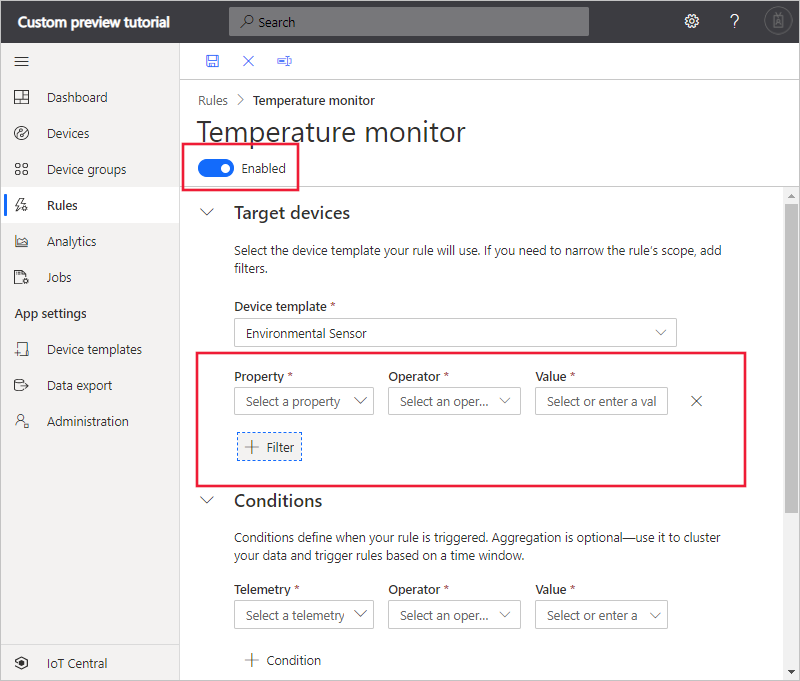 Custom preview tutorial
Search
?
Dashboard
Devices
Device groups
Rules
Analytics
Jobs
App settings
Device templates
Data export
Administration
IoT Central
Rules > Temperature monitor
Temperature monitor
Enabled
Target devices
Select the device template your rule will use. If you need to narrow the rule's scope, add
filters.
Device template *
Environmental Sensor
Property * Operator * Value *
Select a property Select an oper... Select or enter a val
+ Filter
Conditions
Conditions define when your rule is triggered. Aggregation is optional—use it to cluster
your data and trigger rules based on a time window.
Telemetry * Operator * Value *
Select a telemetry Select an oper... Select or enter a
+ Condition